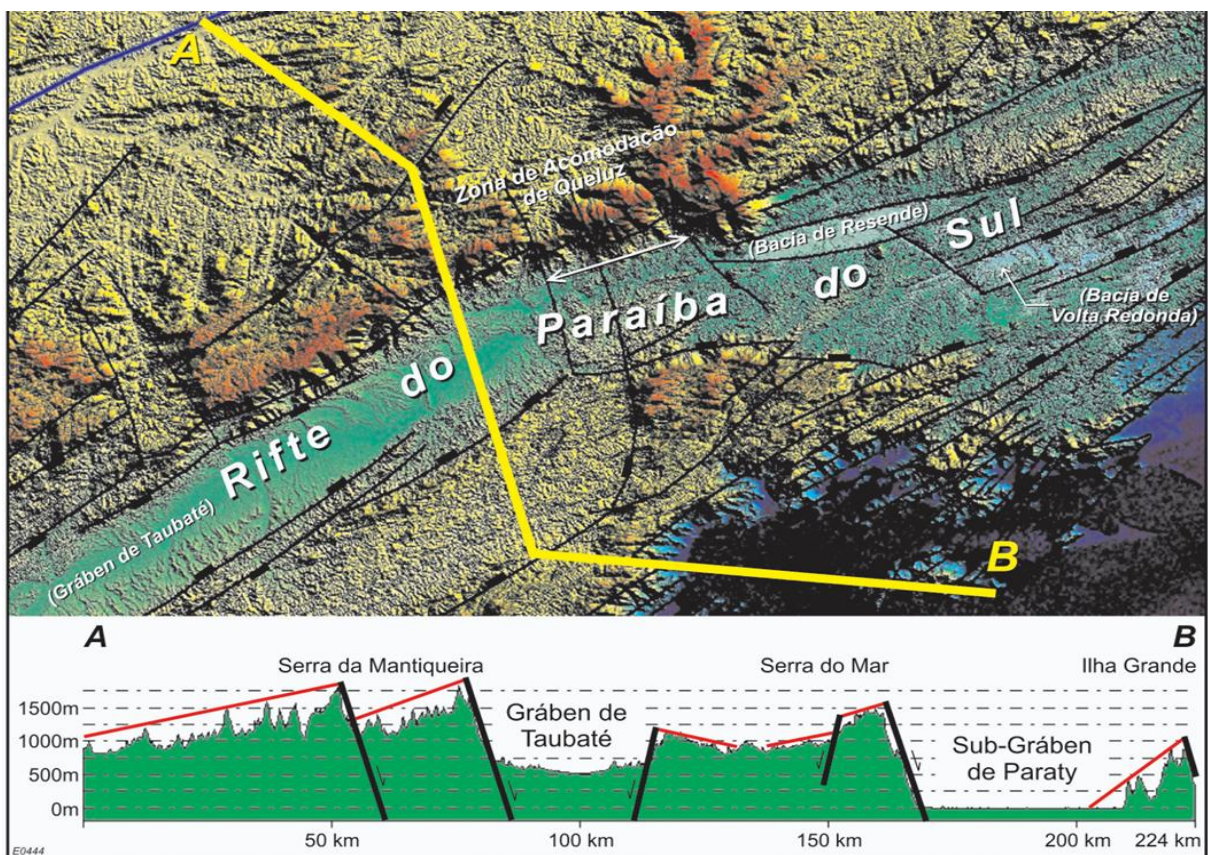 A
Zona de Acomodação
de Queluz
(Bacia de Resende)
Sul
do
Paraíba
(Bacia de
Volta Redonda)
do
Rifte
(Gráben de Taubaté)
B
A
B
Serra da Mantiqueira
Serra do Mar
Ilha Grande
1500m
1000m
500m
0m
Gráben de
Taubaté
Sub-Gráben
de Paraty
50 km
100 km
150 km
200 km
224 km
E0444